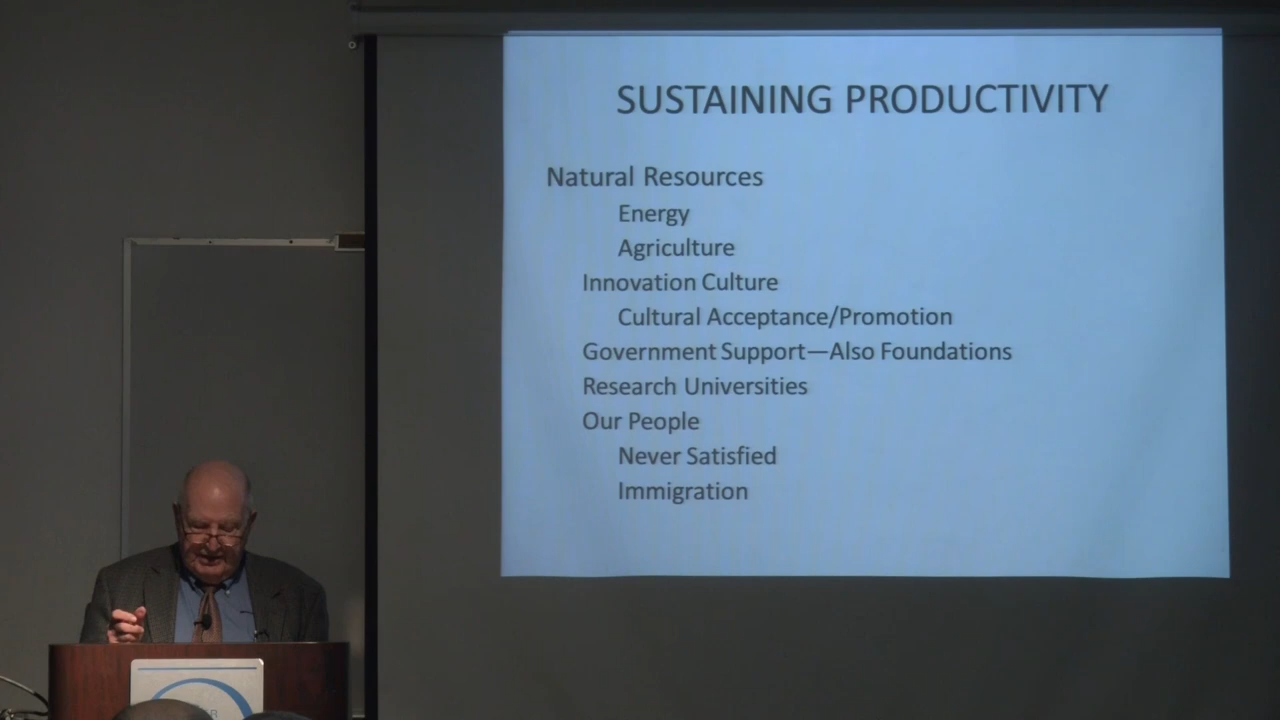 SUSTAINING PRODUCTIVITY
Natural Resources
Energy
Agriculture
Innovation Culture
Cultural Acceptance/Promotion
Government Support—Also Foundations
Research Universities
Our People
Never Satisfied
Immigration